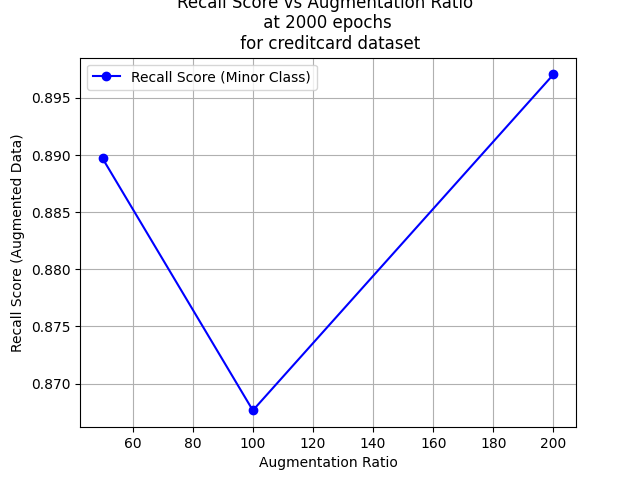 Recall Score vs Augmentation Ratio
at 2000 epochs
for creditcard dataset
Recall Score (Minor Class)
Recall Score (Augmented Data)
0.895
0.890
0.885
0.880
0.875
0.870
60 80 100 120 140 160 180 200
Augmentation Ratio